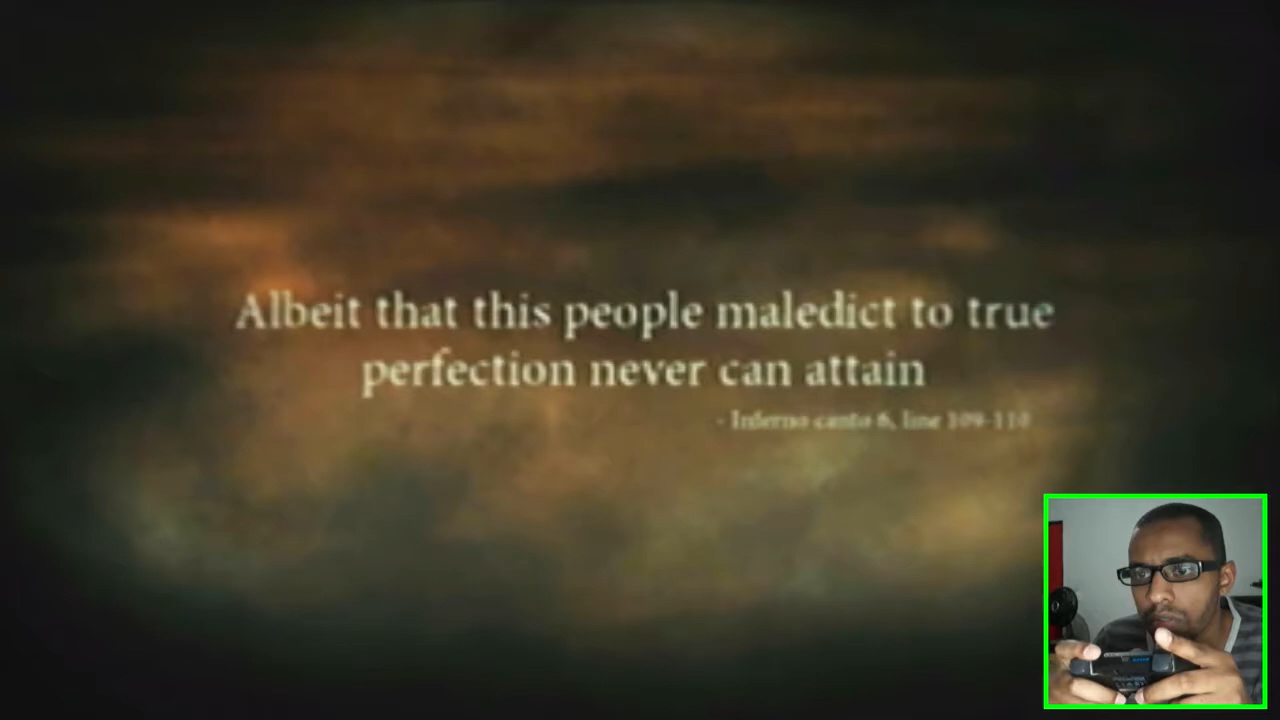 Albeit that this people maledict to true
perfection never can attain
- Inferno canto 6, line 109-110